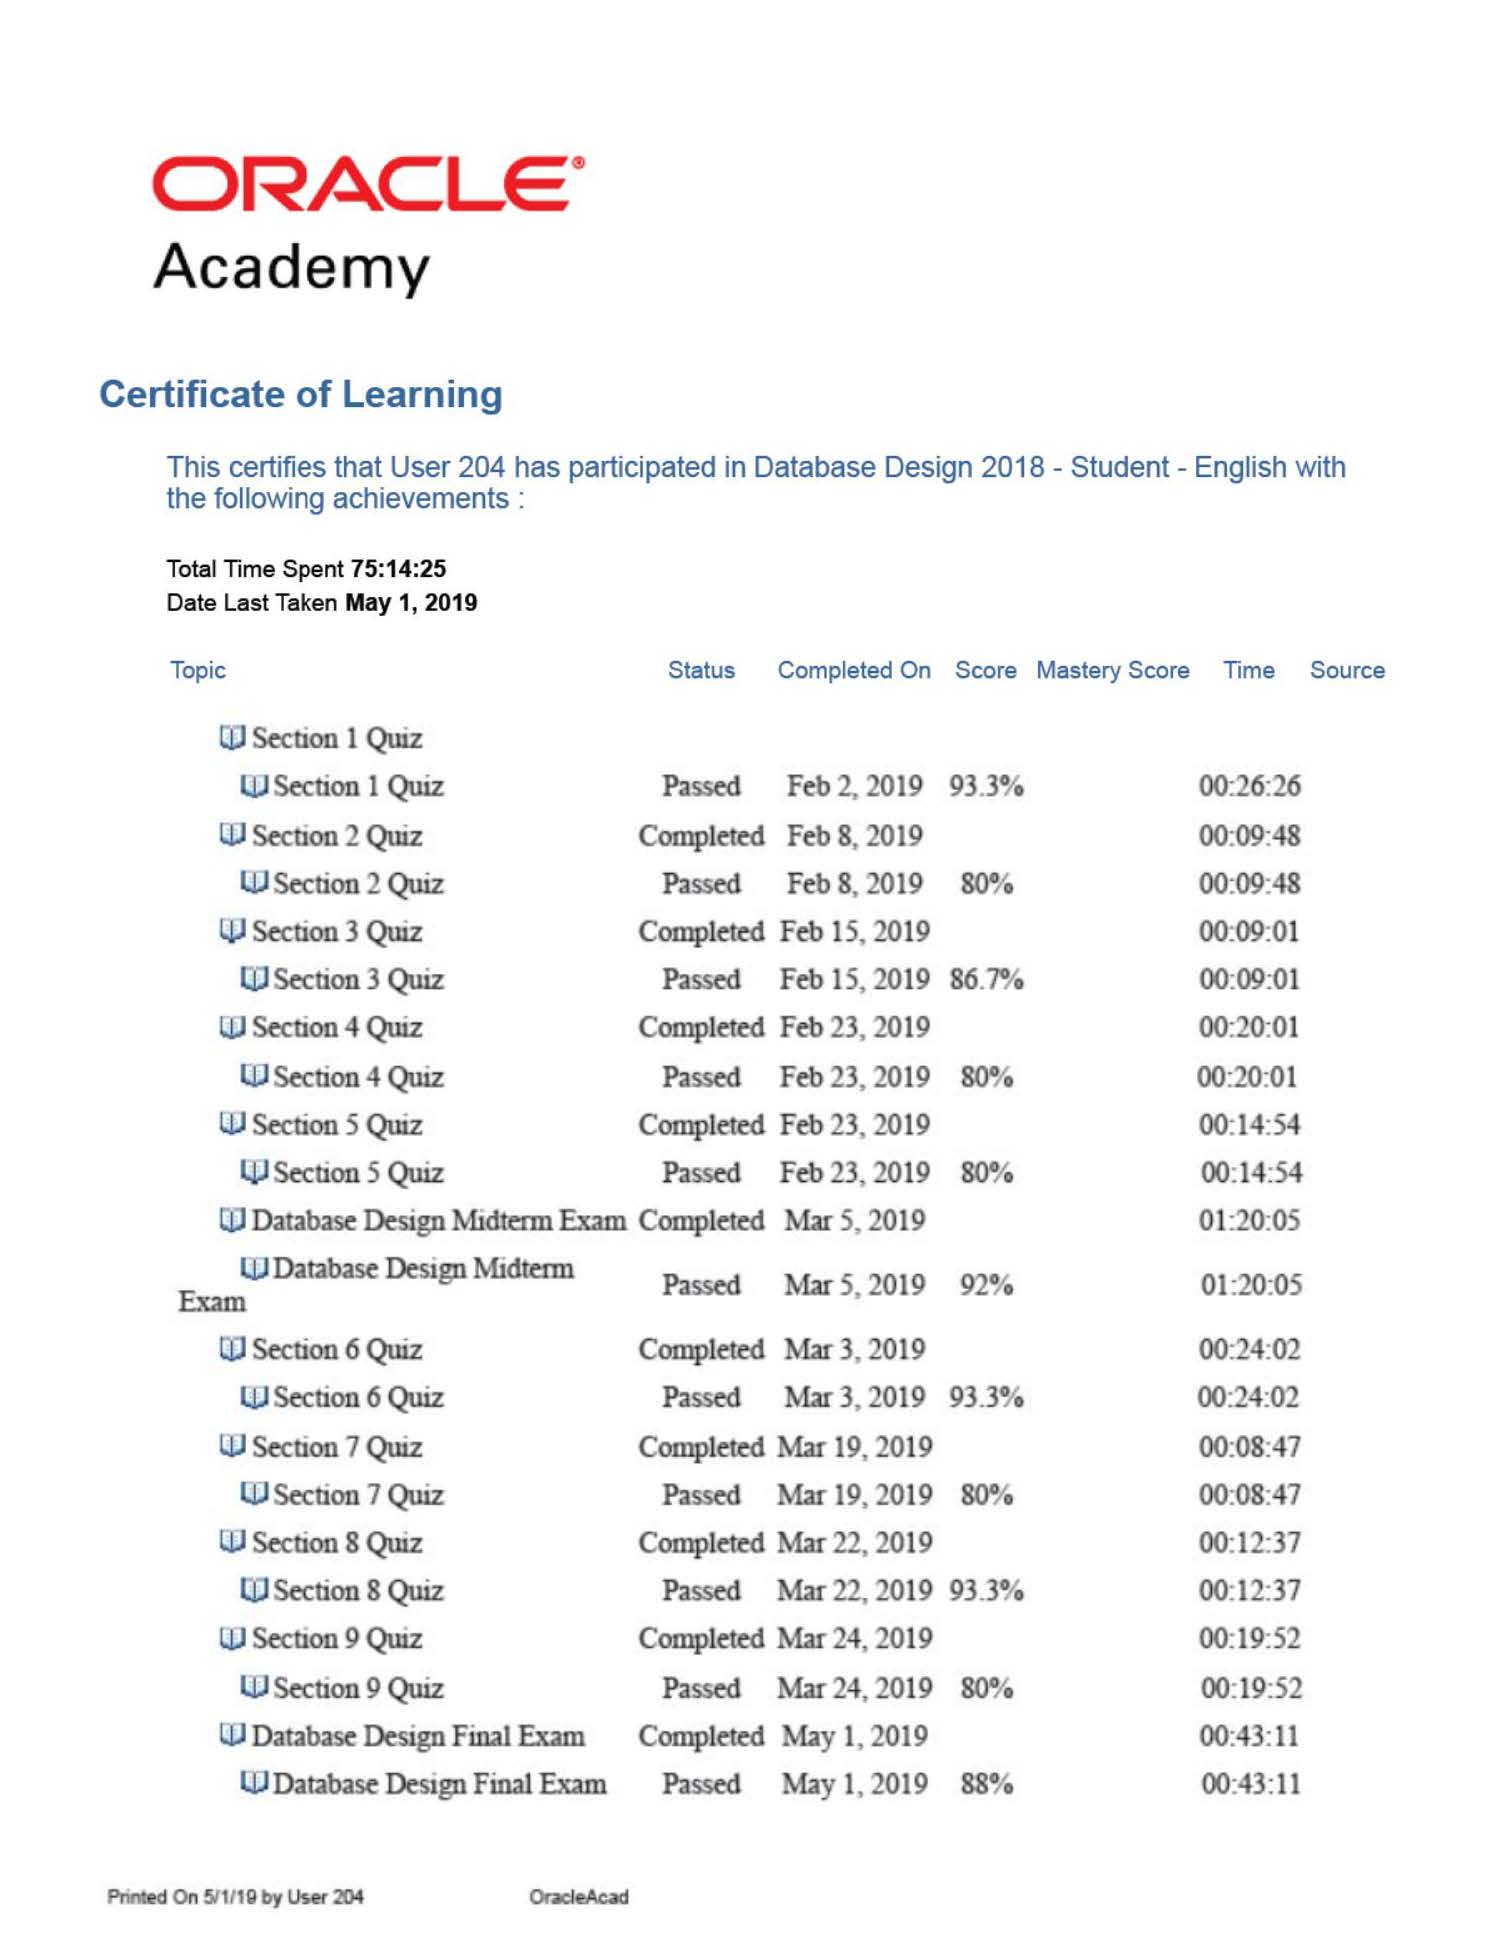 ORACLE®
Academy
Certificate of Learning
This certifies that User 204 has participated in Database Design 2018 - Student - English with
the following achievements :
Total Time Spent 75:14:25
Date Last Taken May 1, 2019
Topic Status Completed On Score Mastery Score Time Source
Section 1 Quiz
Section 1 Quiz Passed Feb 2, 2019 93.3% 00:26:26
Section 2 Quiz Completed Feb 8, 2019 00:09:48
Section 2 Quiz Passed Feb 8, 2019 80% 00:09:48
Section 3 Quiz Completed Feb 15, 2019 00:09:01
Section 3 Quiz Passed Feb 15, 2019 86.7% 00:09:01
Section 4 Quiz Completed Feb 23, 2019 00:20:01
Section 4 Quiz Passed Feb 23, 2019 80% 00:20:01
Section 5 Quiz Completed Feb 23, 2019 00:14:54
Section 5 Quiz Passed Feb 23, 2019 80% 00:14:54
Database Design Midterm Exam Completed Mar 5, 2019 01:20:05
Database Design Midterm
Exam Passed Mar 5, 2019 92% 01:20:05
Section 6 Quiz Completed Mar 3, 2019 00:24:02
Section 6 Quiz Passed Mar 3, 2019 93.3% 00:24:02
Section 7 Quiz Completed Mar 19, 2019 00:08:47
Section 7 Quiz Passed Mar 19, 2019 80% 00:08:47
Section 8 Quiz Completed Mar 22, 2019 00:12:37
Section 8 Quiz Passed Mar 22, 2019 93.3% 00:12:37
Section 9 Quiz Completed Mar 24, 2019 00:19:52
Section 9 Quiz Passed Mar 24, 2019 80% 00:19:52
Database Design Final Exam Completed May 1, 2019 00:43:11
Database Design Final Exam Passed May 1, 2019 88% 00:43:11
Printed On 5/1/19 by User 204 OracleAcad